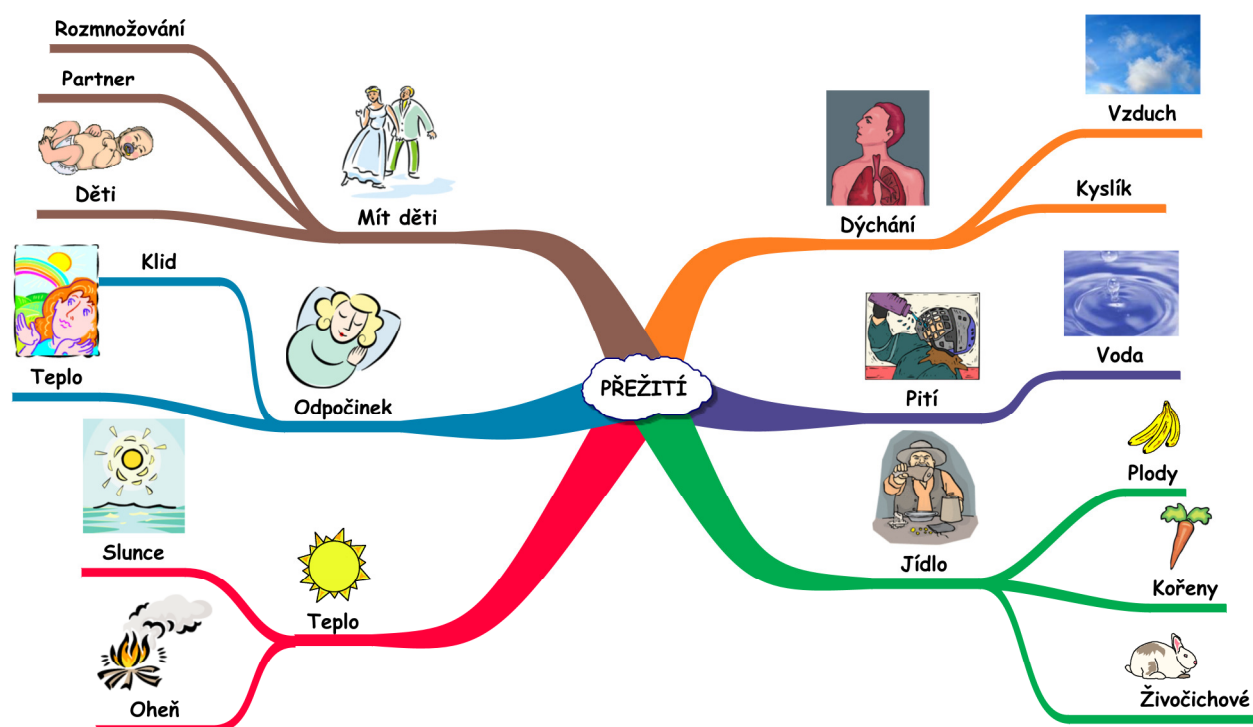 PŘEŽITÍ
Dýchání
Vzduch
Kyslík
Pití
Voda
Jídlo
Plody
Kořeny
Živočichové
Teplo
Slunce
Oheň
Odpočinek
Klid
Teplo
Mít děti
Rozmnožování
Partner
Děti